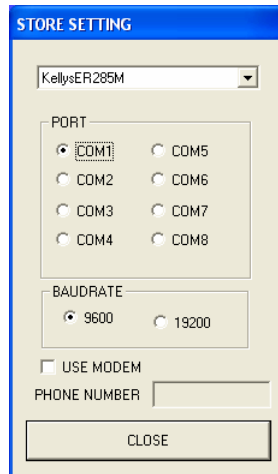 STORE SETTING
KellysER285M
PORT
COM1 COM5
COM2 COM6
COM3 COM7
COM4 COM8
BAUDRATE
9600 19200
USE MODEM
PHONE NUMBER
CLOSE